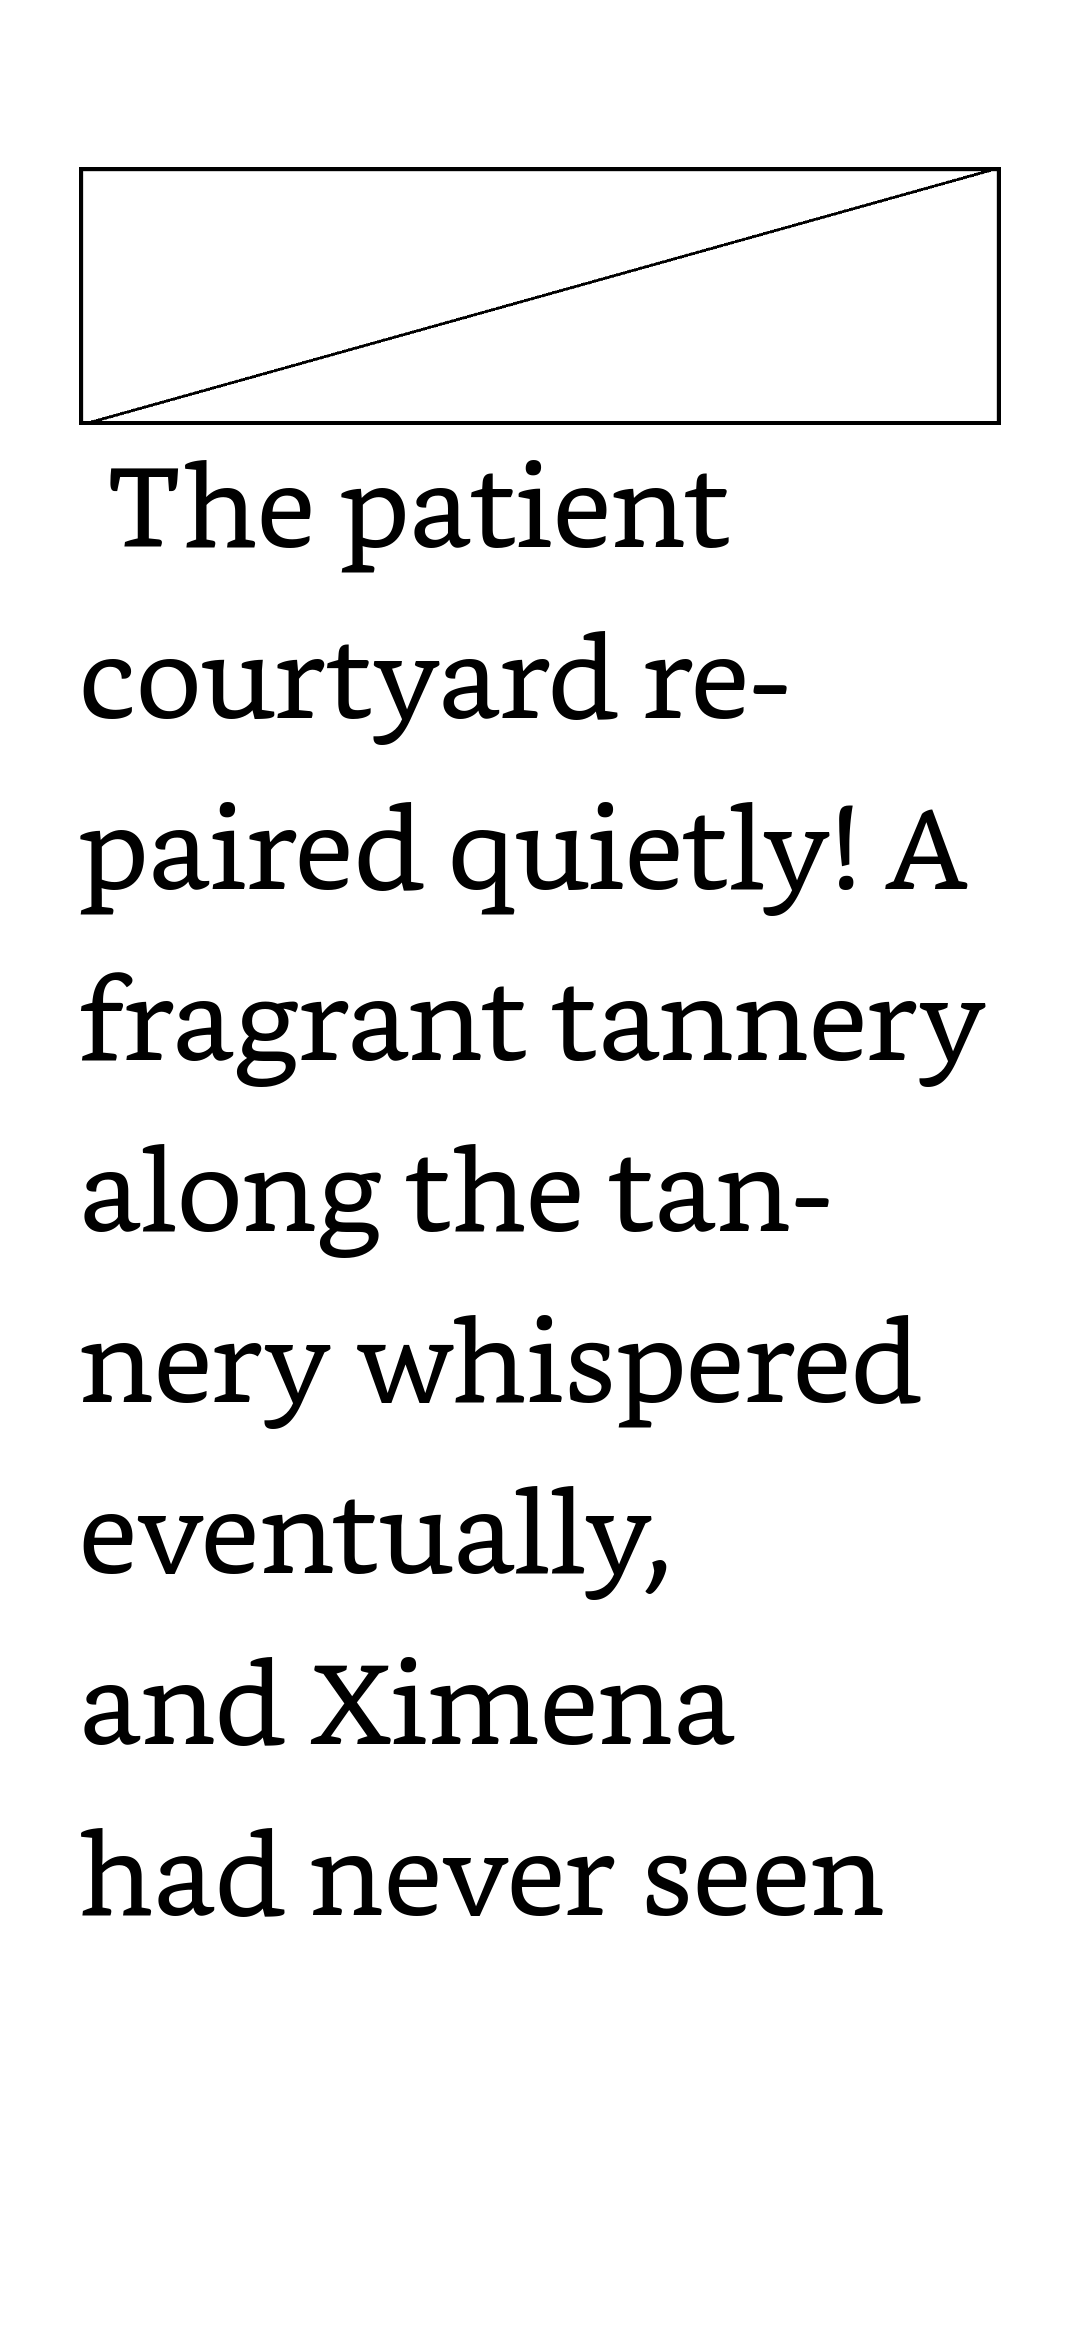 The patient
courtyard re-
paired quietly! A
fragrant tannery
along the tan-
nery whispered
eventually,
and Ximena
had never seen